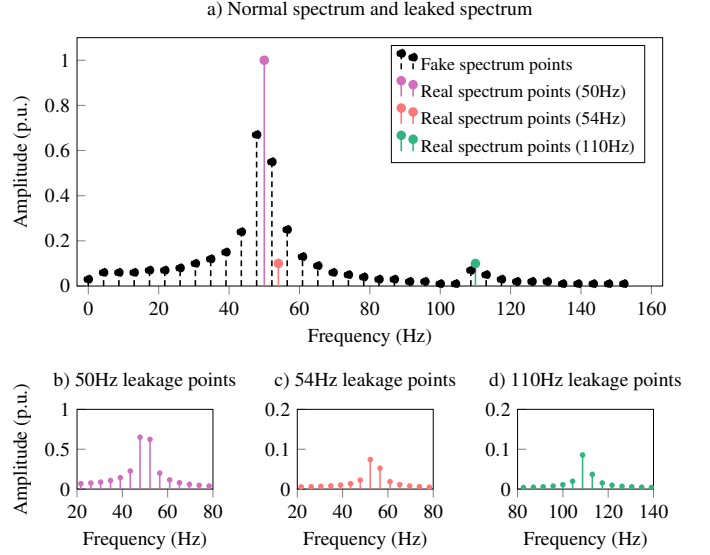 a) Normal spectrum and leaked spectrum
1
0.8
0.6
0.4
0.2
0
Amplitude (p.u.)
Fake spectrum points
Real spectrum points (50Hz)
Real spectrum points (54Hz)
Real spectrum points (110Hz)
0 20 40 60 80 100 120 140 160
Frequency (Hz)
b) 50Hz leakage points
1
0.5
0
Amplitude (p.u.)
20 40 60 80
Frequency (Hz)
c) 54Hz leakage points
0.2
0.1
0
20 40 60 80
Frequency (Hz)
d) 110Hz leakage points
0.2
0.1
0
80 100 120 140
Frequency (Hz)